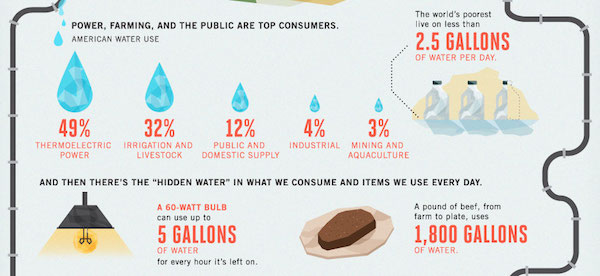 POWER, FARMING, AND THE PUBLIC ARE TOP CONSUMERS.
AMERICAN WATER USE
49%
THERMOELECTRIC
POWER
32%
IRRIGATION AND
LIVESTOCK
12%
PUBLIC AND
DOMESTIC SUPPLY
4%
INDUSTRIAL
3%
MINING AND
AQUACULTURE
The world's poorest
live on less than
2.5 GALLONS
OF WATER PER DAY.
AND THEN THERE'S THE “HIDDEN WATER” IN WHAT WE CONSUME AND ITEMS WE USE EVERY DAY.
A 60-WATT BULB
can use up to
5 GALLONS
OF WATER
for every hour it's left on.
A pound of beef, from
farm to plate, uses
1,800 GALLONS
OF WATER.